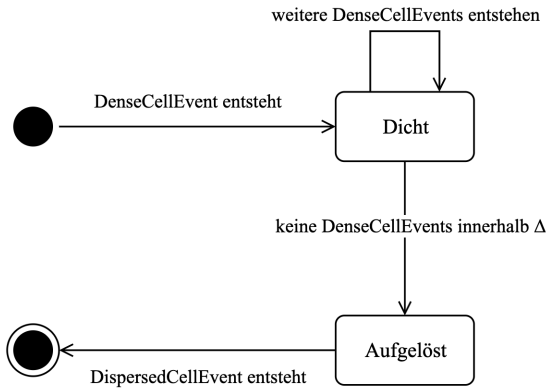 weitere DenseCellEvents entstehen
DenseCellEvent entsteht
Dicht
keine DenseCellEvents innerhalb Δ
Aufgelöst
DispersedCellEvent entsteht